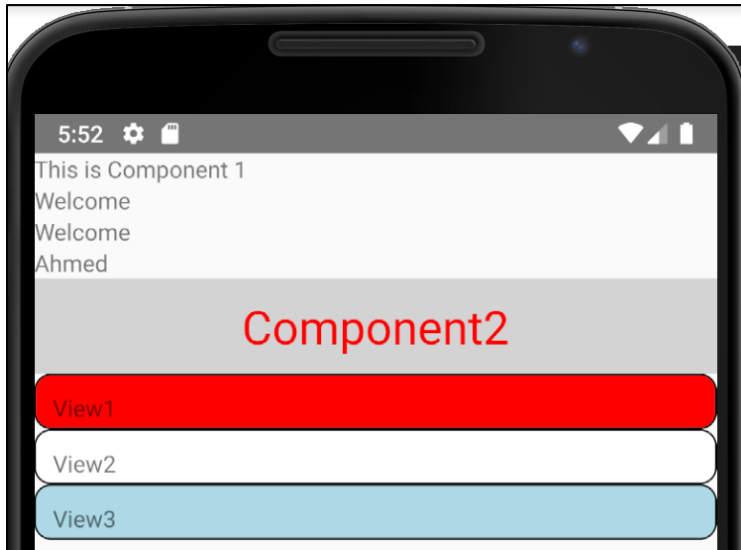 5:52
This is Component 1
Welcome
Welcome
Ahmed
Component2
View1
View2
View3